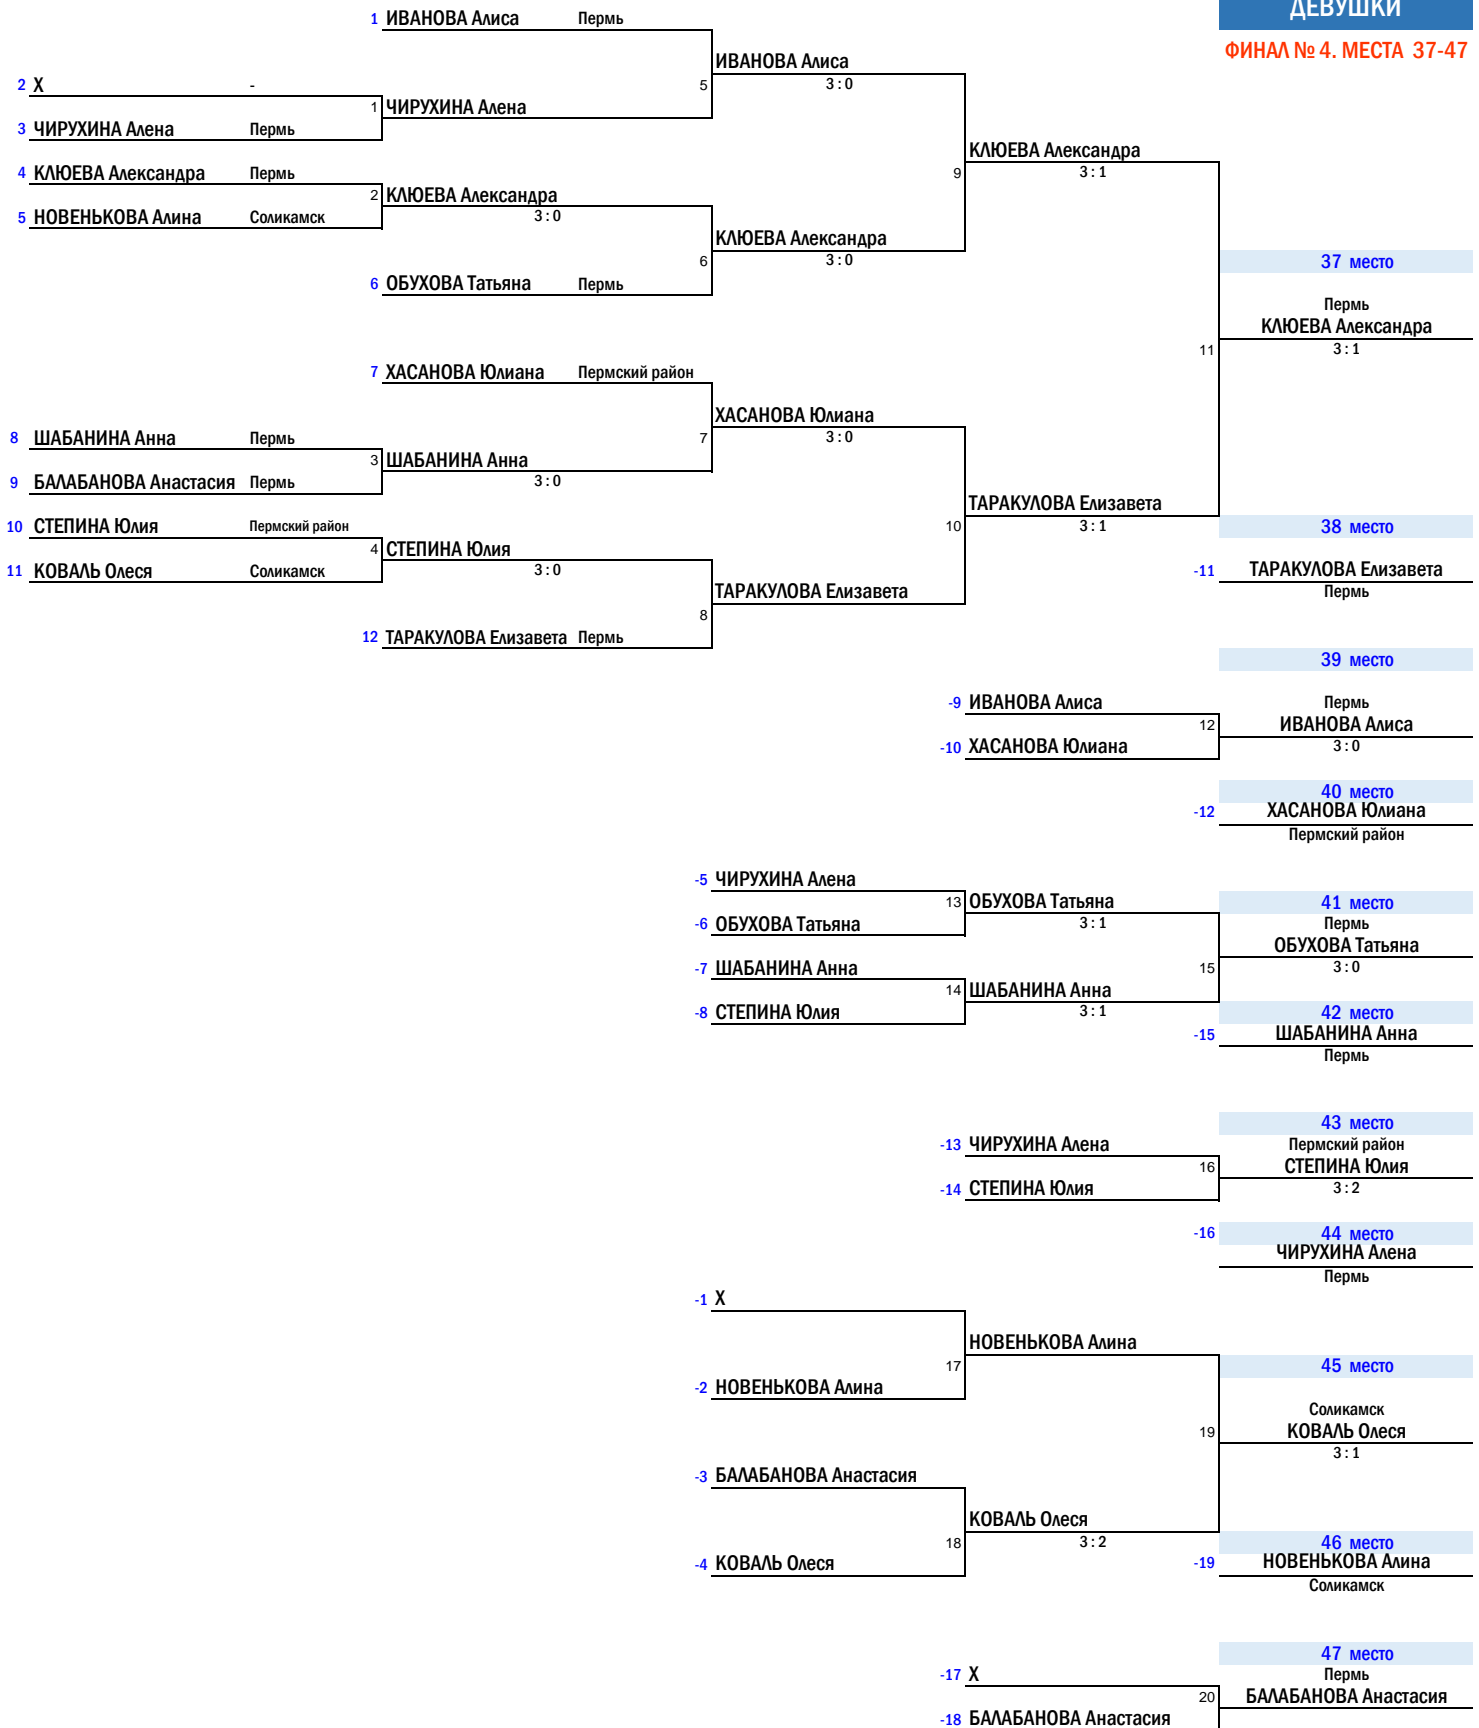 ДЕВУШКИ
ФИНАЛ № 4. МЕСТА 37-47
1 ИВАНОВА Алиса Пермь
ИВАНОВА Алиса
3 : 0
2 X -
5
1 ЧИРУХИНА Алена
3 ЧИРУХИНА Алена Пермь
КЛЮЕВА Александра
3 : 1
4 КЛЮЕВА Александра Пермь
9
2 КЛЮЕВА Александра
3 : 0
5 НОВЕНЬКОВА Алина Соликамск
КЛЮЕВА Александра
3 : 0
6
37 место
6 ОБУХОВА Татьяна Пермь
Пермь
КЛЮЕВА Александра
3 : 1
11
7 ХАСАНОВА Юлиана Пермский район
ХАСАНОВА Юлиана
3 : 0
8 ШАБАНИНА Анна Пермь
7
3 ШАБАНИНА Анна
3 : 0
9 БАЛАБАНОВА Анастасия Пермь
ТАРАКУЛОВА Елизавета
3 : 1
10 СТЕПИНА Юлия Пермский район
10
38 место
4 СТЕПИНА Юлия
3 : 0
11 КОВАЛЬ Олеся Соликамск
-11 ТАРАКУЛОВА Елизавета
Пермь
ТАРАКУЛОВА Елизавета
8
12 ТАРАКУЛОВА Елизавета Пермь
39 место
-9 ИВАНОВА Алиса
Пермь
12 ИВАНОВА Алиса
3 : 0
-10 ХАСАНОВА Юлиана
40 место
-12 ХАСАНОВА Юлиана
Пермский район
-5 ЧИРУХИНА Алена
13 ОБУХОВА Татьяна
3 : 1
41 место
-6 ОБУХОВА Татьяна
Пермь
ОБУХОВА Татьяна
3 : 0
-7 ШАБАНИНА Анна
15
14 ШАБАНИНА Анна
3 : 1
-8 СТЕПИНА Юлия
42 место
-15 ШАБАНИНА Анна
Пермь
43 место
-13 ЧИРУХИНА Алена
Пермский район
16 СТЕПИНА Юлия
3 : 2
-14 СТЕПИНА Юлия
-16 44 место
ЧИРУХИНА Алена
Пермь
-1 X
НОВЕНЬКОВА Алина
17
45 место
-2 НОВЕНЬКОВА Алина
Соликамск
19 КОВАЛЬ Олеся
3 : 1
-3 БАЛАБАНОВА Анастасия
КОВАЛЬ Олеся
3 : 2
18
46 место
-4 КОВАЛЬ Олеся
-19 НОВЕНЬКОВА Алина
Соликамск
47 место
-17 X
Пермь
20 БАЛАБАНОВА Анастасия
-18 БАЛАБАНОВА Анастасия